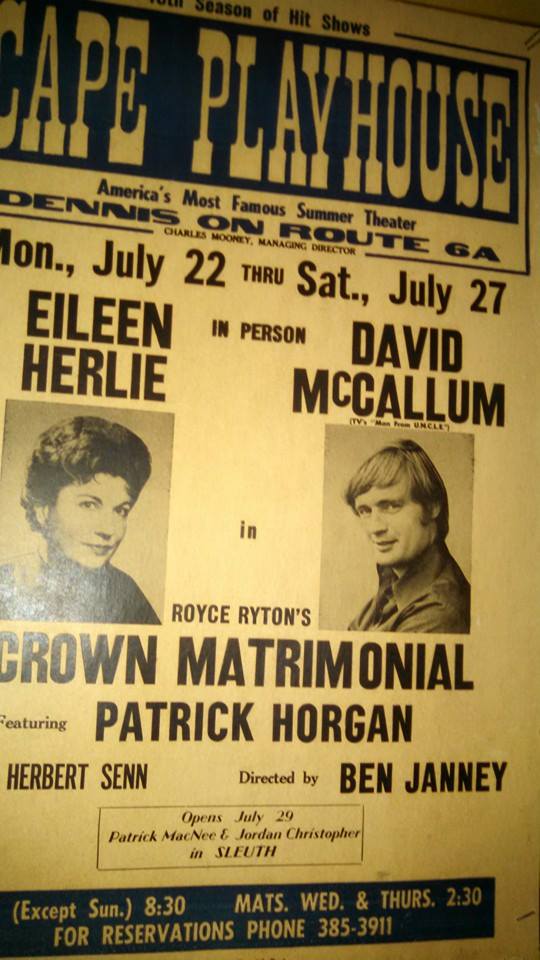 Season of Hit Shows
CAPE PLAYHOUSE
America's Most Famous Summer Theater
DENNIS ON ROUTE 6A
CHARLES MOONEY, MANAGING DIRECTOR
Mon., July 22 THRU Sat., July 27
EILEEN HERLIE
IN PERSON
DAVID McCALLUM
(TV's "Man From U.N.C.L.E.")
in
ROYCE RYTON'S
CROWN MATRIMONIAL
Featuring PATRICK HORGAN
HERBERT SENN
Directed by BEN JANNEY
Opens July 29
Patrick MacNee & Jordan Christopher
in SLEUTH
(Except Sun.) 8:30 MATS. WED. & THURS. 2:30
FOR RESERVATIONS PHONE 385-3911